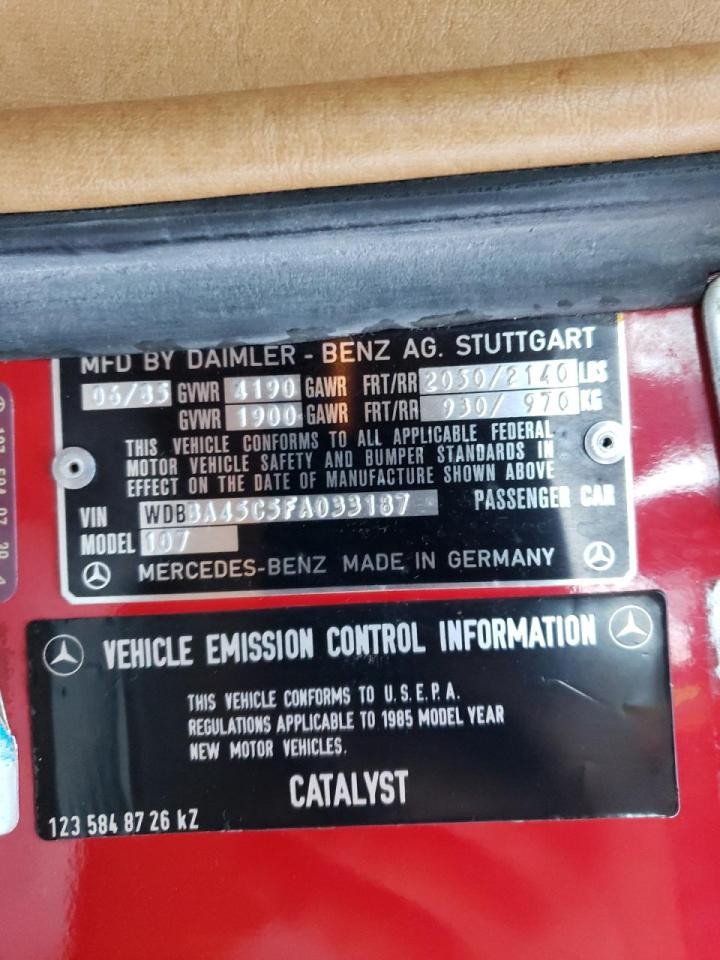 MFD BY DAIMLER - BENZ AG. STUTTGART
06/85 GVWR 4190 GAWR FRT/RR 2050/2140 LBS
GVWR 1900 GAWR FRT/RR 930/ 970 KG
THIS VEHICLE CONFORMS TO ALL APPLICABLE FEDERAL
MOTOR VEHICLE SAFETY AND BUMPER STANDARDS IN
EFFECT ON THE DATE OF MANUFACTURE SHOWN ABOVE
VIN WDBBA45C5FA033187 PASSENGER CAR
MODEL 107
MERCEDES-BENZ MADE IN GERMANY
VEHICLE EMISSION CONTROL INFORMATION
THIS VEHICLE CONFORMS TO U.S.E.P.A.
REGULATIONS APPLICABLE TO 1985 MODEL YEAR
NEW MOTOR VEHICLES.
CATALYST
123 584 87 26 kZ